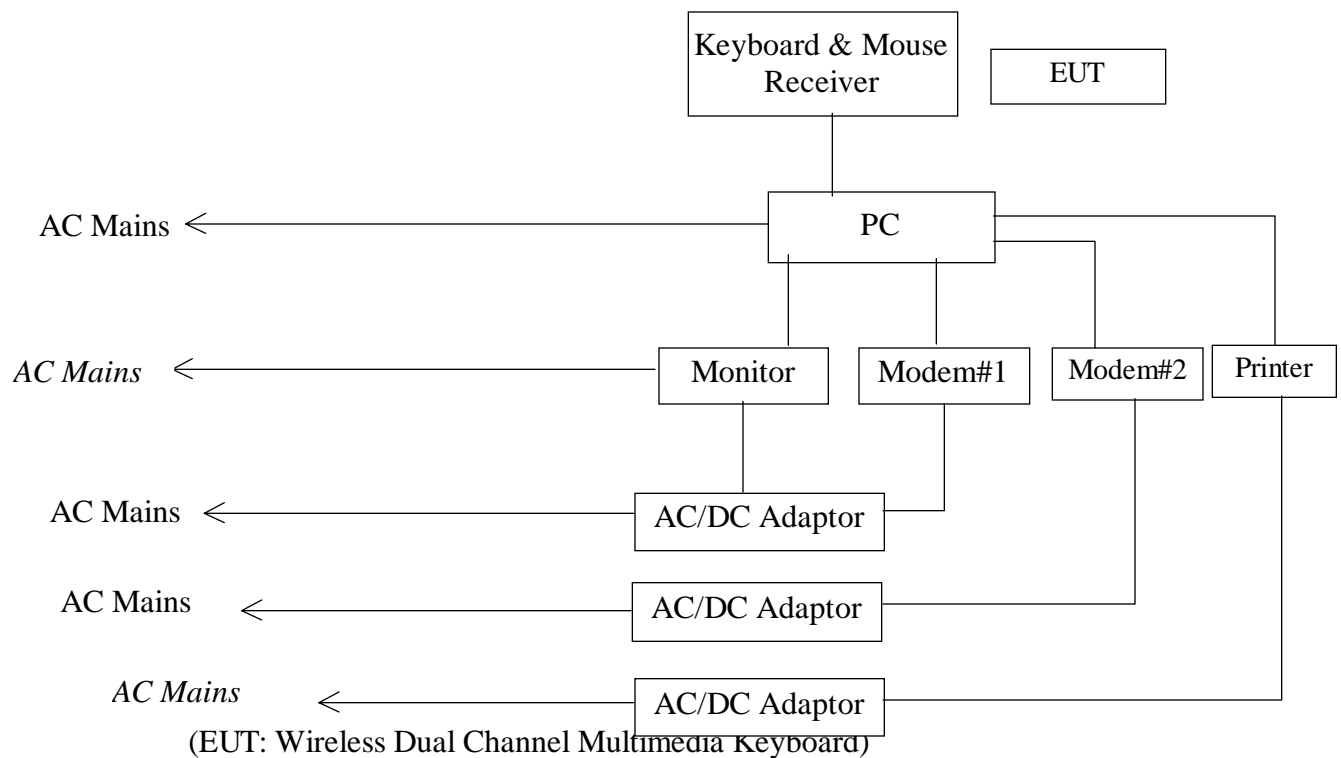 Keyboard & Mouse
Receiver
EUT
AC Mains
PC
AC Mains
Monitor
Modem#1
Modem#2
Printer
AC Mains
AC/DC Adaptor
AC Mains
AC/DC Adaptor
AC Mains
AC/DC Adaptor
(EUT: Wireless Dual Channel Multimedia Keyboard)